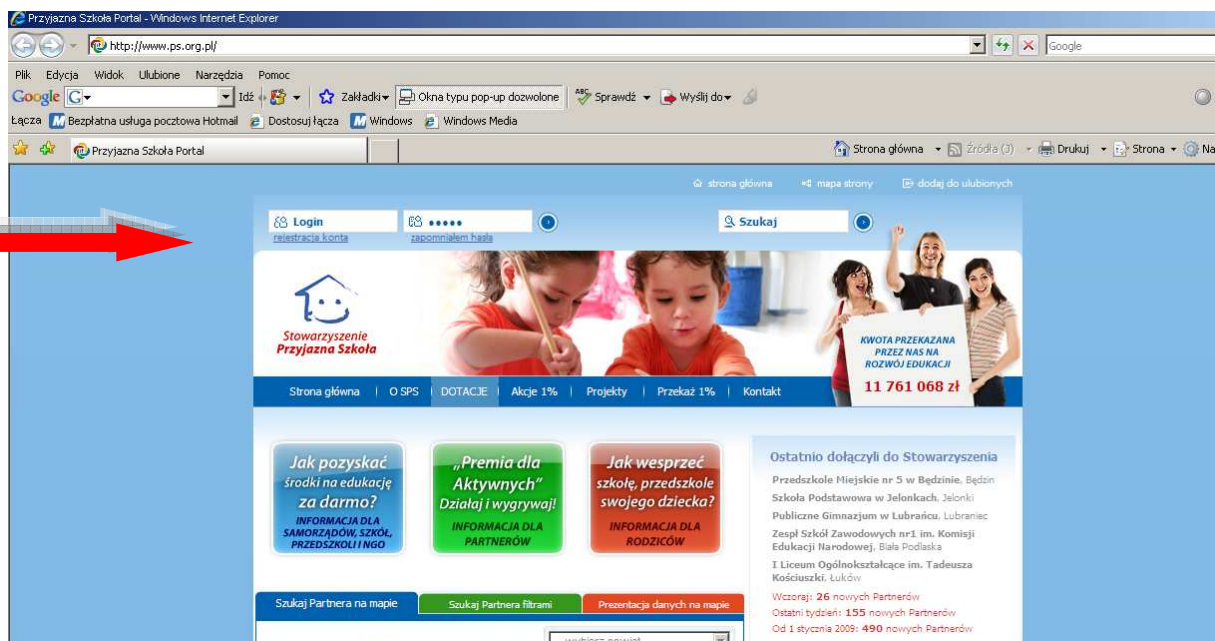 Przyjazna Szkoła Portal - Windows Internet Explorer
http://www.ps.org.pl/
Google
Plik Edycja Widok Ulubione Narzędzia Pomoc
Google G Idź Zakładki Okna typu pop-up dozwolone ABC Sprawdź Wyślij do
Łącza Bezpłatna usługa pocztowa Hotmail Dostosuj łącza Windows Windows Media
Przyjazna Szkoła Portal Strona główna Źródła (J) Drukuj Strona Na
strona główna mapa strony dodaj do ulubionych
Login ••••• Szukaj
rejestracja konta zapomniałem hasła
Stowarzyszenie
Przyjazna Szkoła
KWOTA PRZEKAZANA
PRZEZ NAS NA
ROZWÓJ EDUKACJI
11 761 068 zł
Strona główna | O SPS | DOTACJE | Akcje 1% | Projekty | Przekaż 1% | Kontakt
Jak pozyskać
środki na edukację
za darmo?
INFORMACJA DLA
SAMORZĄDÓW, SZKÓŁ,
PRZEDSZKOLI I NGO
„Premia dla
Aktywnych"
Działaj i wygrywaj!
INFORMACJA DLA
PARTNERÓW
Jak wesprzeć
szkołę, przedszkole
swojego dziecka?
INFORMACJA DLA
RODZICÓW
Ostatnio dołączyli do Stowarzyszenia
Przedszkole Miejskie nr 5 w Będzinie, Będzin
Szkoła Podstawowa w Jelonkach, Jelonki
Publiczne Gimnazjum w Lubrańcu, Lubraniec
Zespł Szkół Zawodowych nr1 im. Komisji
Edukacji Narodowej, Biała Podlaska
I Liceum Ogólnokształcące im. Tadeusza
Kościuszki, Łuków
Wczoraj: 26 nowych Partnerów
Ostatni tydzień: 155 nowych Partnerów
Od 1 stycznia 2009: 490 nowych Partnerów
Szukaj Partnera na mapie Szukaj Partnera filtrami Prezentacja danych na mapie
wybierz powiat